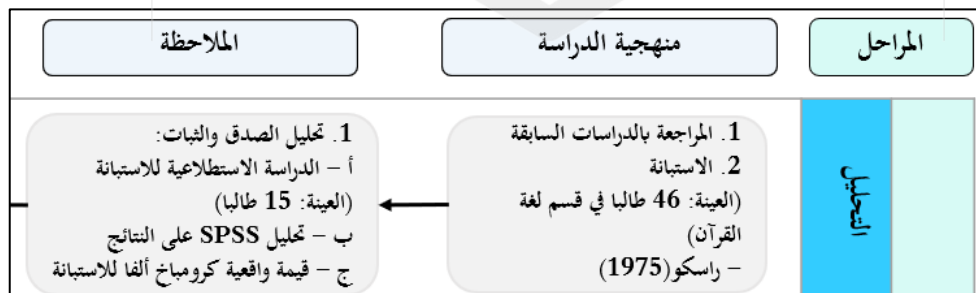 المراحل
منهجية الدراسة
الملاحظة
التحليل
1. المراجعة بالدراسات السابقة
2. الاستبانة
(العينة: 46 طالبا في قسم لغة
القرآن)
– راسكو(1975)
1. تحليل الصدق والثبات:
أ – الدراسة الاستطلاعية للاستبانة
(العينة: 15 طالبا)
ب – تحليل SPSS على النتائج
ج – قيمة واقعية كرومباخ ألفا للاستبانة